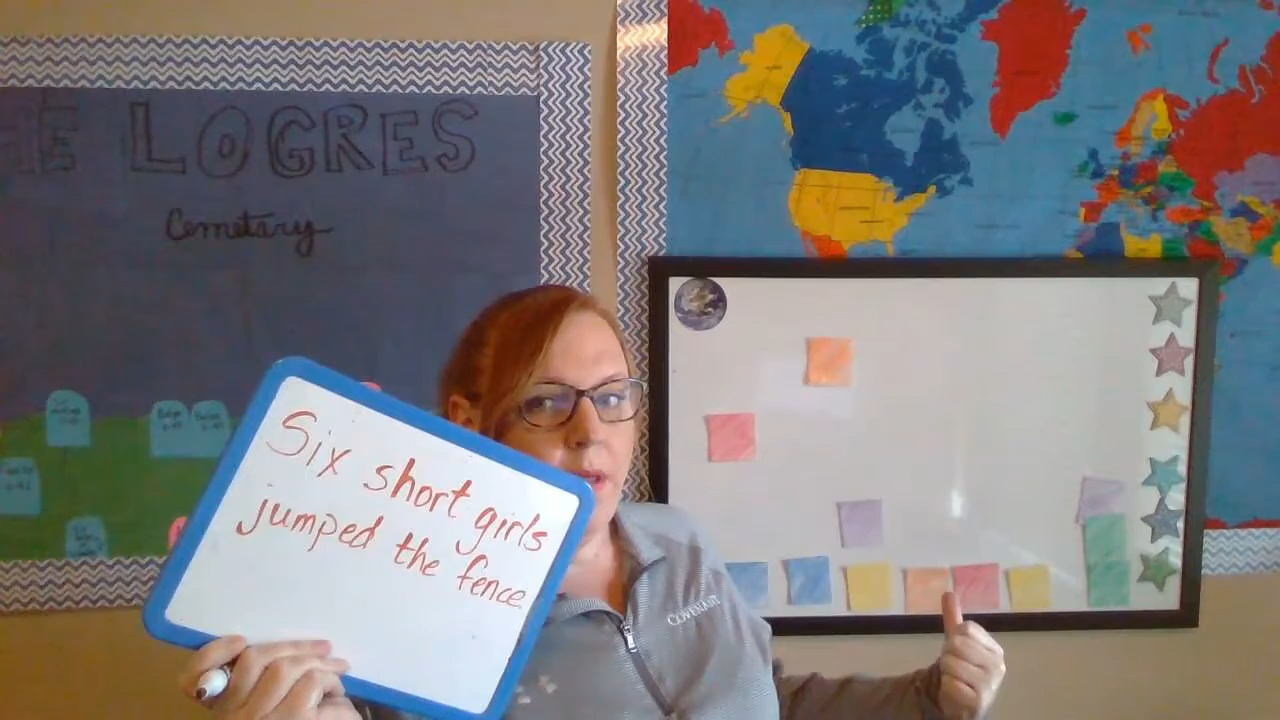 LOGRES
Cemetary
Six short girls
jumped the fence
COVENANT